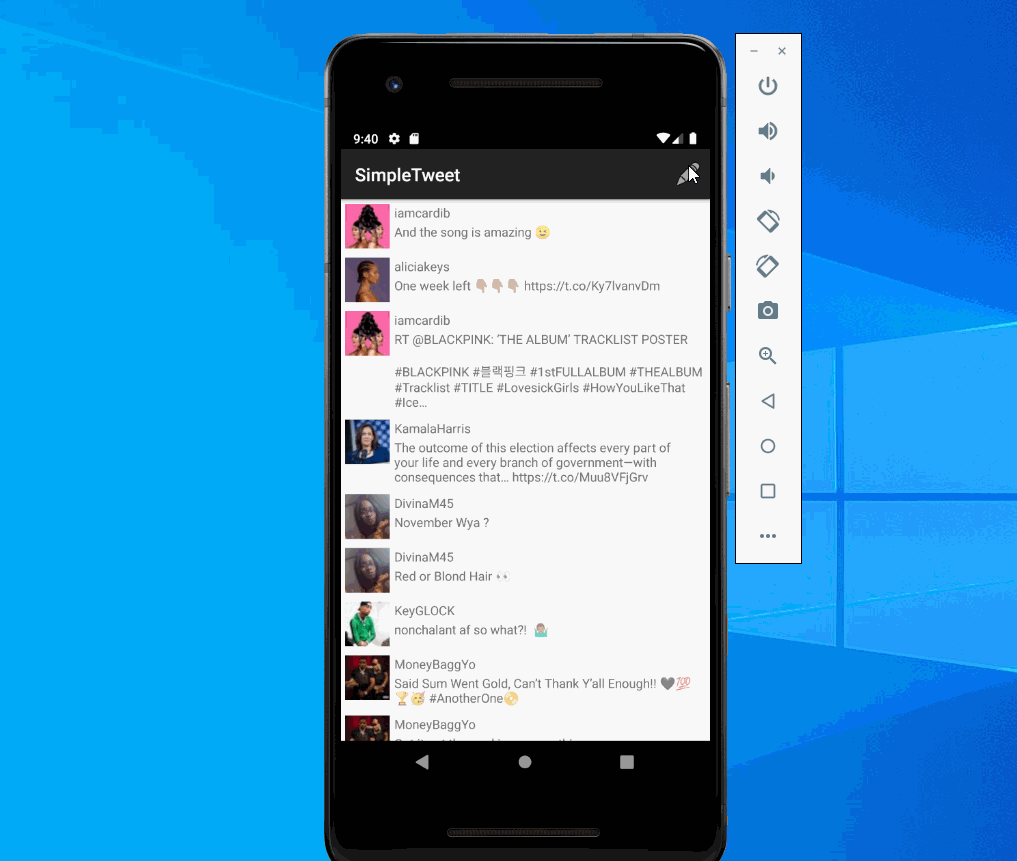 9:40
SimpleTweet
iamcardib
And the song is amazing 😉
aliciakeys
One week left 👇🏽👇🏽👇🏽 https://t.co/Ky7lvanvDm
iamcardib
RT @BLACKPINK: ‘THE ALBUM’ TRACKLIST POSTER
#BLACKPINK #블랙핑크 #1stFULLALBUM #THEALBUM
#Tracklist #TITLE #LovesickGirls #HowYouLikeThat
#Ice…
KamalaHarris
The outcome of this election affects every part of
your life and every branch of government—with
consequences that… https://t.co/Muu8VFjGrv
DivinaM45
November Wya ?
DivinaM45
Red or Blond Hair 👀
KeyGLOCK
nonchalant af so what?! 🤷🏽‍♂️
MoneyBaggYo
Said Sum Went Gold, Can’t Thank Y’all Enough!! 🖤💯
🏆🥳 #AnotherOne📀
MoneyBaggYo